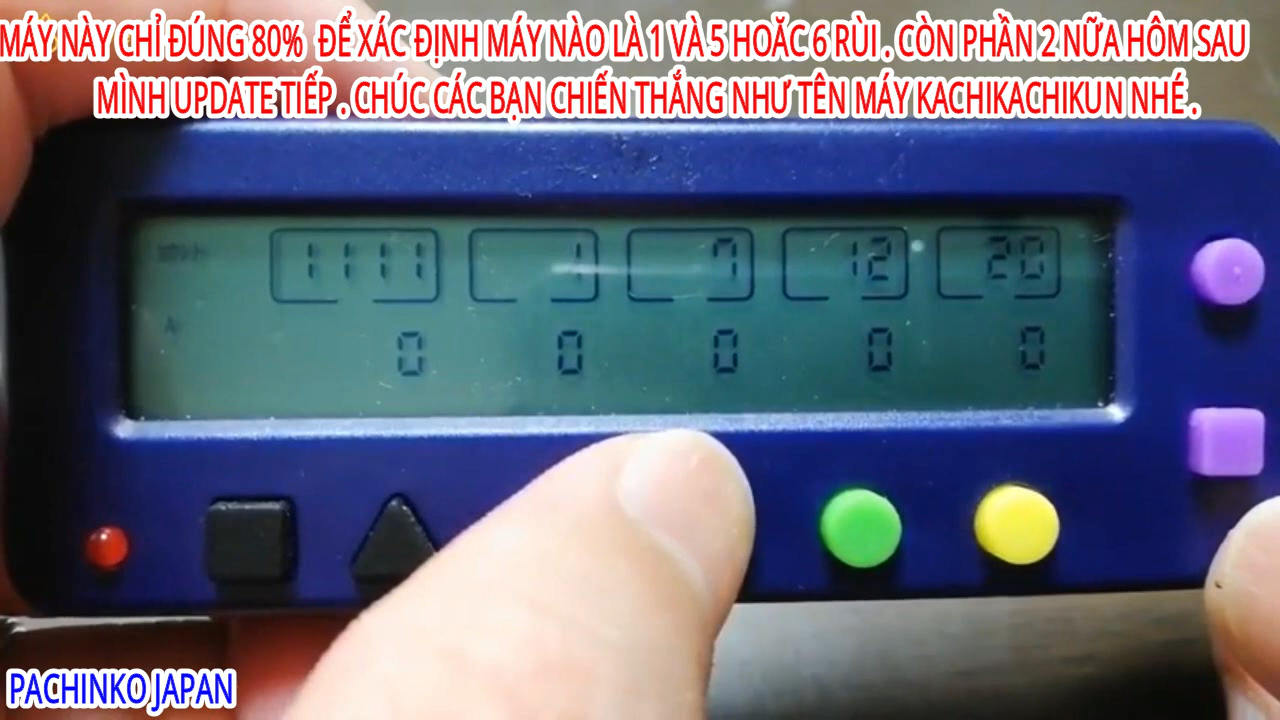 MÁY NÀY CHỈ ĐÚNG 80% ĐỂ XÁC ĐỊNH MÁY NÀO LÀ 1 VÀ 5 HOĂC 6 RÙI . CÒN PHẦN 2 NỮA HÔM SAU
MÌNH UPDATE TIẾP . CHÚC CÁC BẠN CHIẾN THẮNG NHƯ TÊN MÁY KACHIKACHIKUN NHÉ .
1111 1 7 12 20
0 0 0 0 0
PACHINKO JAPAN